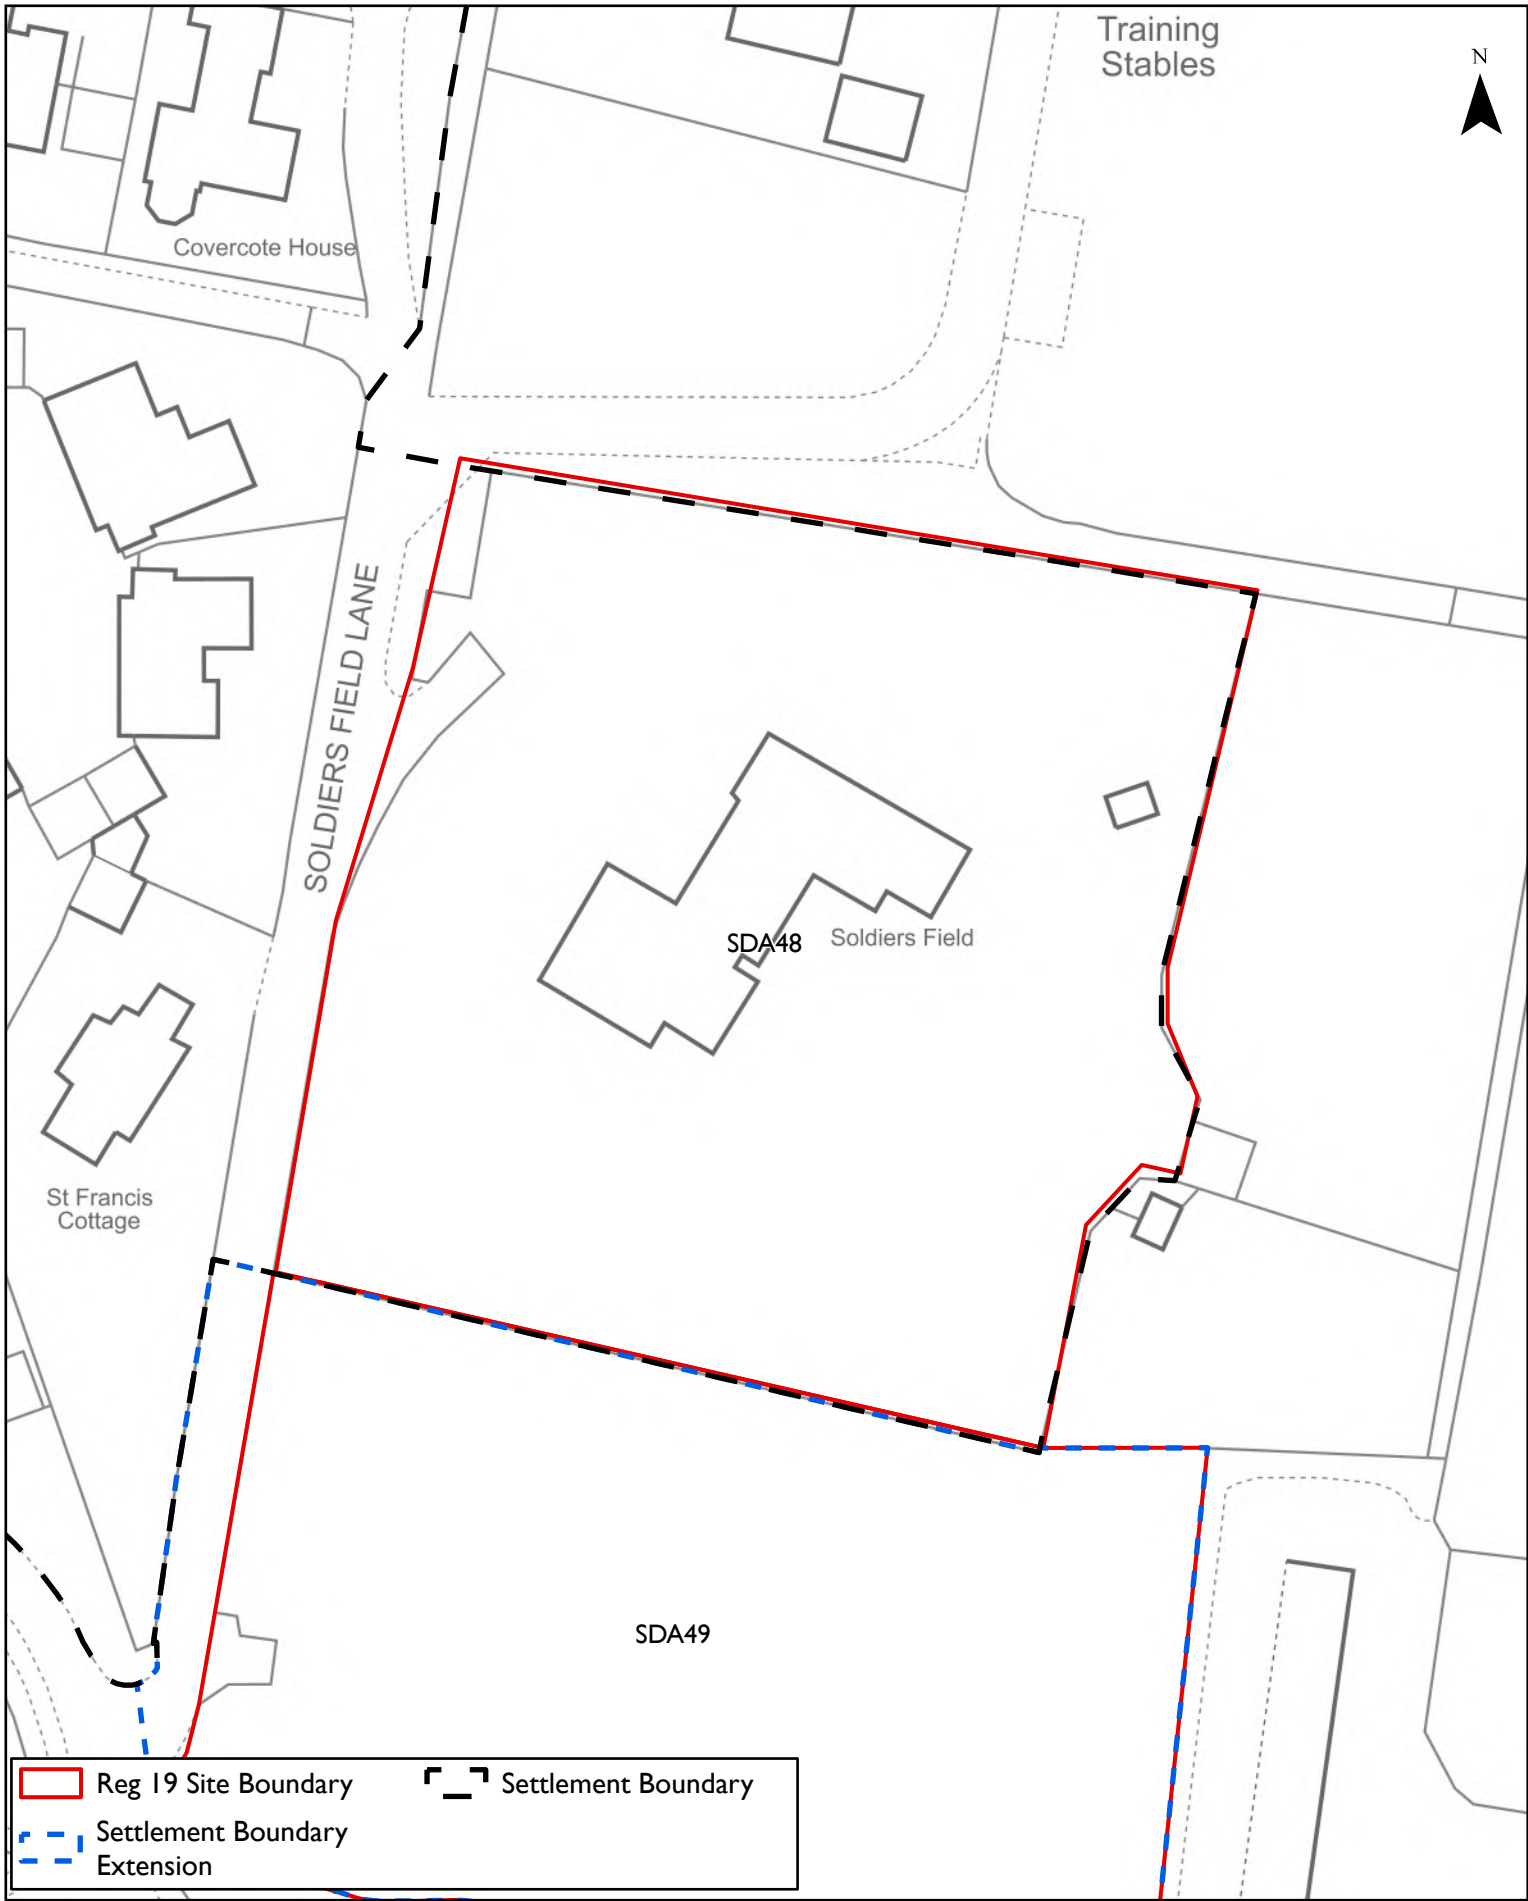 Training
Stables
N
Covercote House
SOLDIERS FIELD LANE
SDA48
Soldiers Field
St Francis
Cottage
SDA49
Reg 19 Site Boundary
Settlement Boundary
Settlement Boundary
Extension